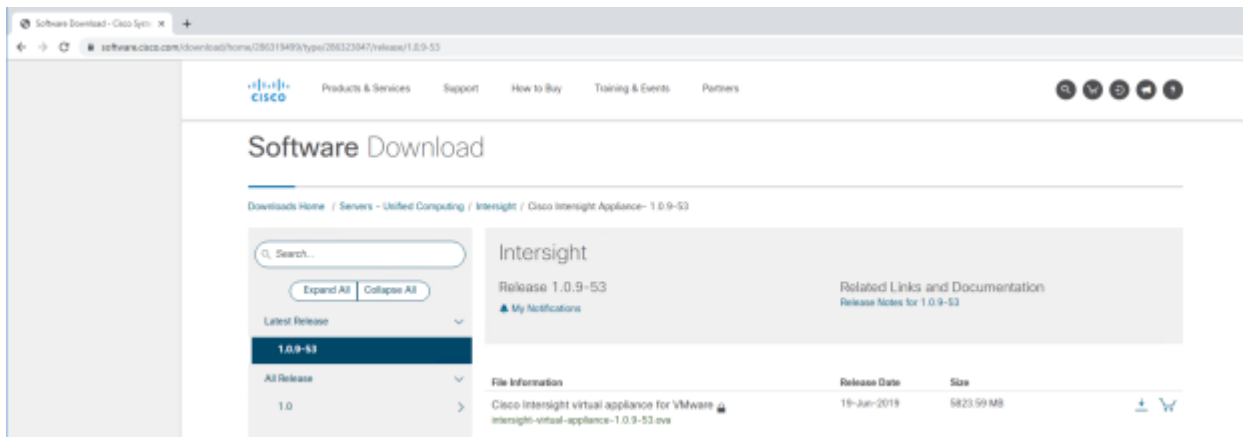 Software Download - Cisco Syst
software.cisco.com/download/home/286319499/type/286323047/release/1.0.9-53
CISCO
Products & Services Support How to Buy Training & Events Partners
Software Download
Downloads Home / Servers - Unified Computing / Intersight / Cisco Intersight Appliance- 1.0.9-53
Search...
Expand All Collapse All
Latest Release
1.0.9-53
All Release
1.0
Intersight
Release 1.0.9-53
My Notifications
Related Links and Documentation
Release Notes for 1.0.9-53
File Information Release Date Size
Cisco Intersight virtual appliance for VMware 19-Jun-2019 5823.59 MB
intersight-virtual-appliance-1.0.9-53.ova